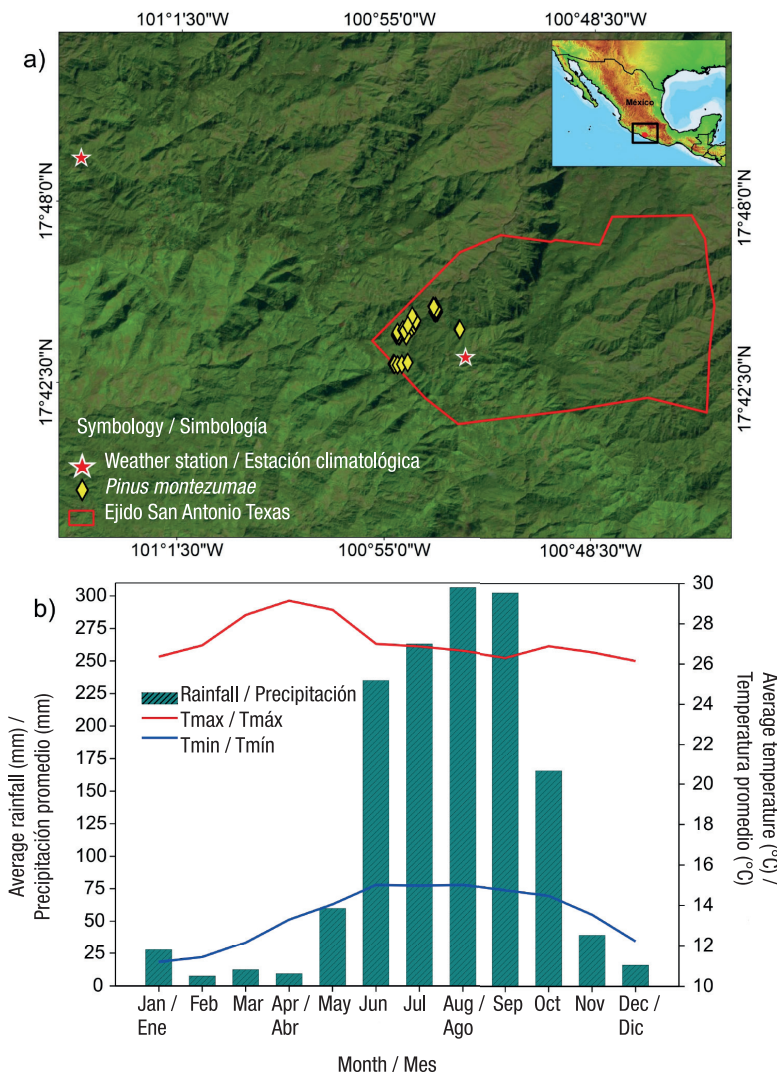 a)
101°11'30"W 100°55'0"W 100°48'30"W
México
17°48'0"N
17°42'30"N
17°48'0"N
17°42'30"N
Symbology / Simbología
Weather station / Estación climatológica
Pinus montezumae
Ejido San Antonio Texas
101°11'30"W 100°55'0"W 100°48'30"W
b)
Average rainfall (mm) /
Precipitación promedio (mm)
300
275
250
225
200
175
150
125
100
75
50
25
0
Rainfall / Precipitación
Tmax / Tmáx
Tmin / Tmín
30
28
26
24
22
20
18
16
14
12
10
Average temperature (°C) /
Temperatura promedio (°C)
Jan / Feb Mar Apr / May Jun Jul Aug / Sep Oct Nov Dec /
Ene Abr Ago Dic
Month / Mes